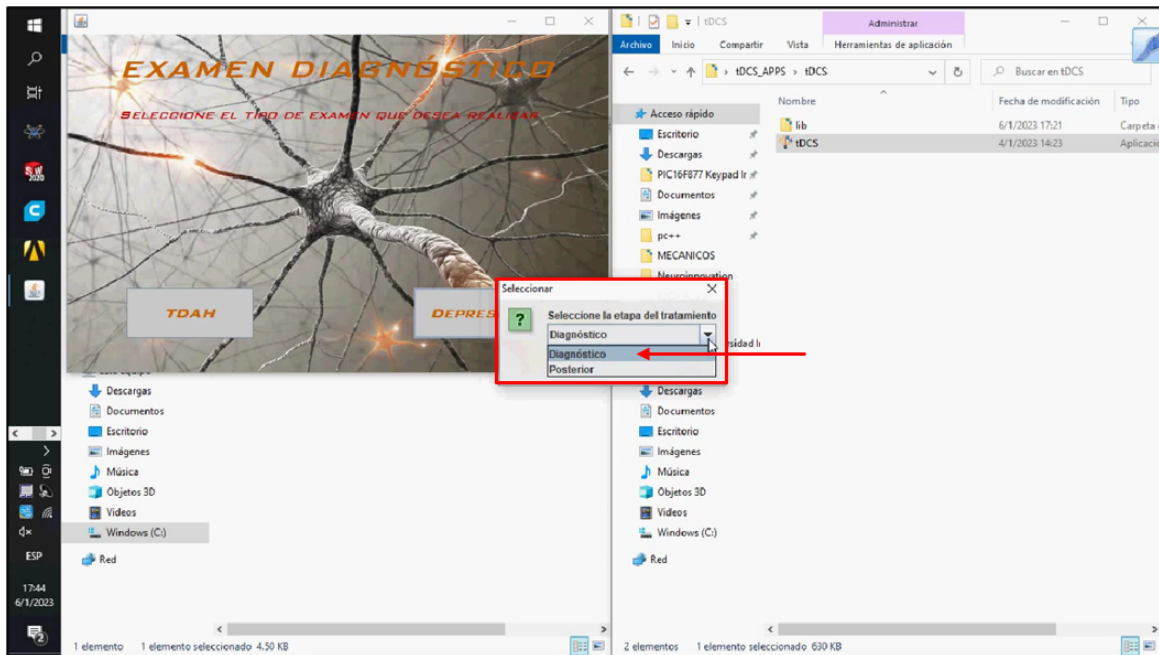 EXAMEN DIAGNÓSTICO
SELECCIONE EL TIPO DE EXAMEN QUE DESEA REALIZAR
TDAH
Seleccionar
Seleccione la etapa del tratamiento
Diagnóstico
Diagnóstico
Posterior
Descargas
Documentos
Escritorio
Imágenes
Música
Objetos 3D
Videos
Windows (C:)
Red
1 elemento 1 elemento seleccionado 4,50 KB
tDCS
Administrar
Archivo Inicio Compartir Vista Herramientas de aplicación
tDCS_APPS › tDCS
Buscar en tDCS
Nombre Fecha de modificación Tipo
lib 6/1/2023 17:21 Carpeta
tDCS 4/1/2023 14:23
Acceso rápido
Escritorio
Descargas
PIC16F877 Keypad Ir
Documentos
Imágenes
pc++
MECANICOS
Neuroinnovation
Descargas
Documentos
Escritorio
Imágenes
Música
Objetos 3D
Videos
Windows (C:)
Red
2 elementos 1 elemento seleccionado 630 KB
SW
2020
ESP
17:44
6/1/2023
2